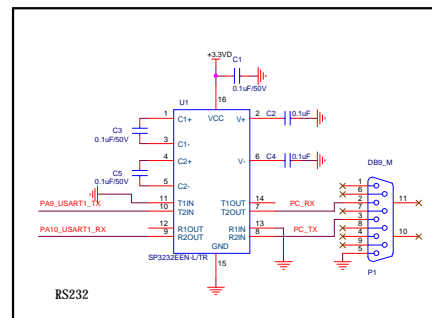 +3.3VD
C1
0.1uF/50V
U1
16
VCC
1
C1+
V+
2
C2
0.1uF
C3
0.1uF/50V
3
C1-
4
C2+
V-
6
C4
0.1uF
C5
0.1uF/50V
5
C2-
DB9_M
PA9_USART1_TX
11
T1IN
T1OUT
14
10
T2IN
T2OUT
7
PC_RX
PA10_USART1_RX
12
R1OUT
R1IN
13
9
R2OUT
R2IN
8
PC_TX
1
6
2
7
3
8
4
9
5
11
10
GND
15
SP3232EEN-L/TR
P1
RS232